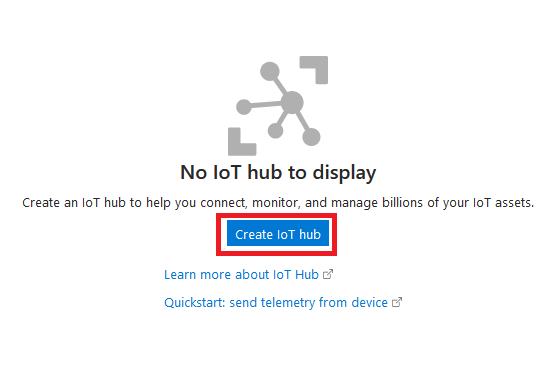 No IoT hub to display
Create an IoT hub to help you connect, monitor, and manage billions of your IoT assets.
Create IoT hub
Learn more about IoT Hub
Quickstart: send telemetry from device